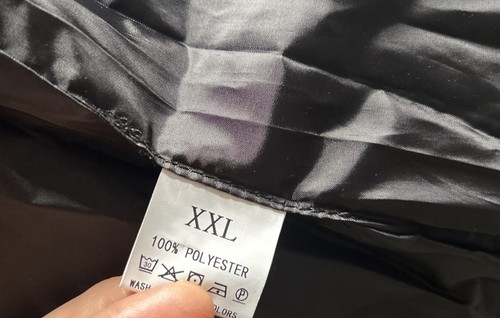 XXL
100% POLYESTER
30
P
WASH
COLORS